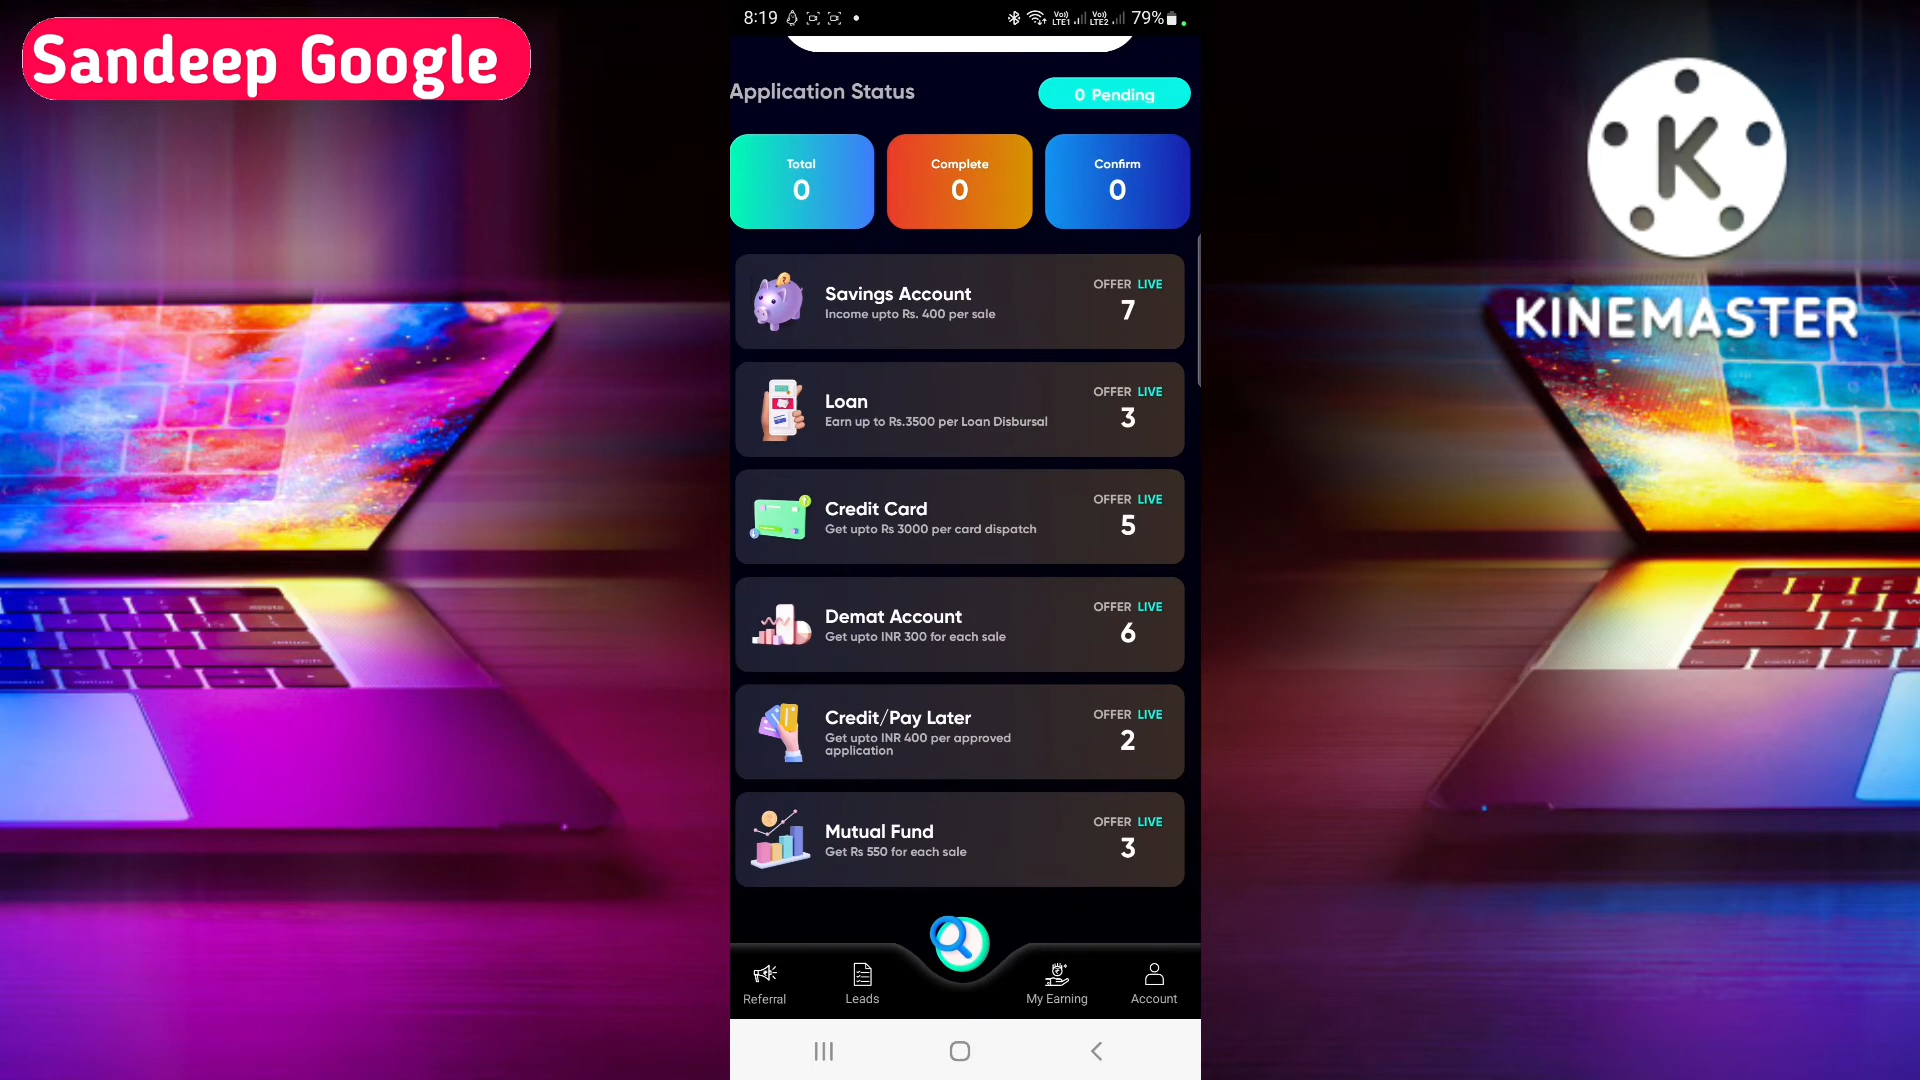 Sandeep Google
8:19
Vo) LTE1 Vo) LTE2 79%
Application Status
0 Pending
Total
0
Complete
0
Confirm
0
Savings Account
Income upto Rs. 400 per sale
OFFER LIVE
7
Loan
Earn up to Rs.3500 per Loan Disbursal
OFFER LIVE
3
Credit Card
Get upto Rs 3000 per card dispatch
OFFER LIVE
5
Demat Account
Get upto INR 300 for each sale
OFFER LIVE
6
Credit/Pay Later
Get upto INR 400 per approved
application
OFFER LIVE
2
Mutual Fund
Get Rs 550 for each sale
OFFER LIVE
3
Referral
Leads
My Earning
Account
K
KINEMASTER